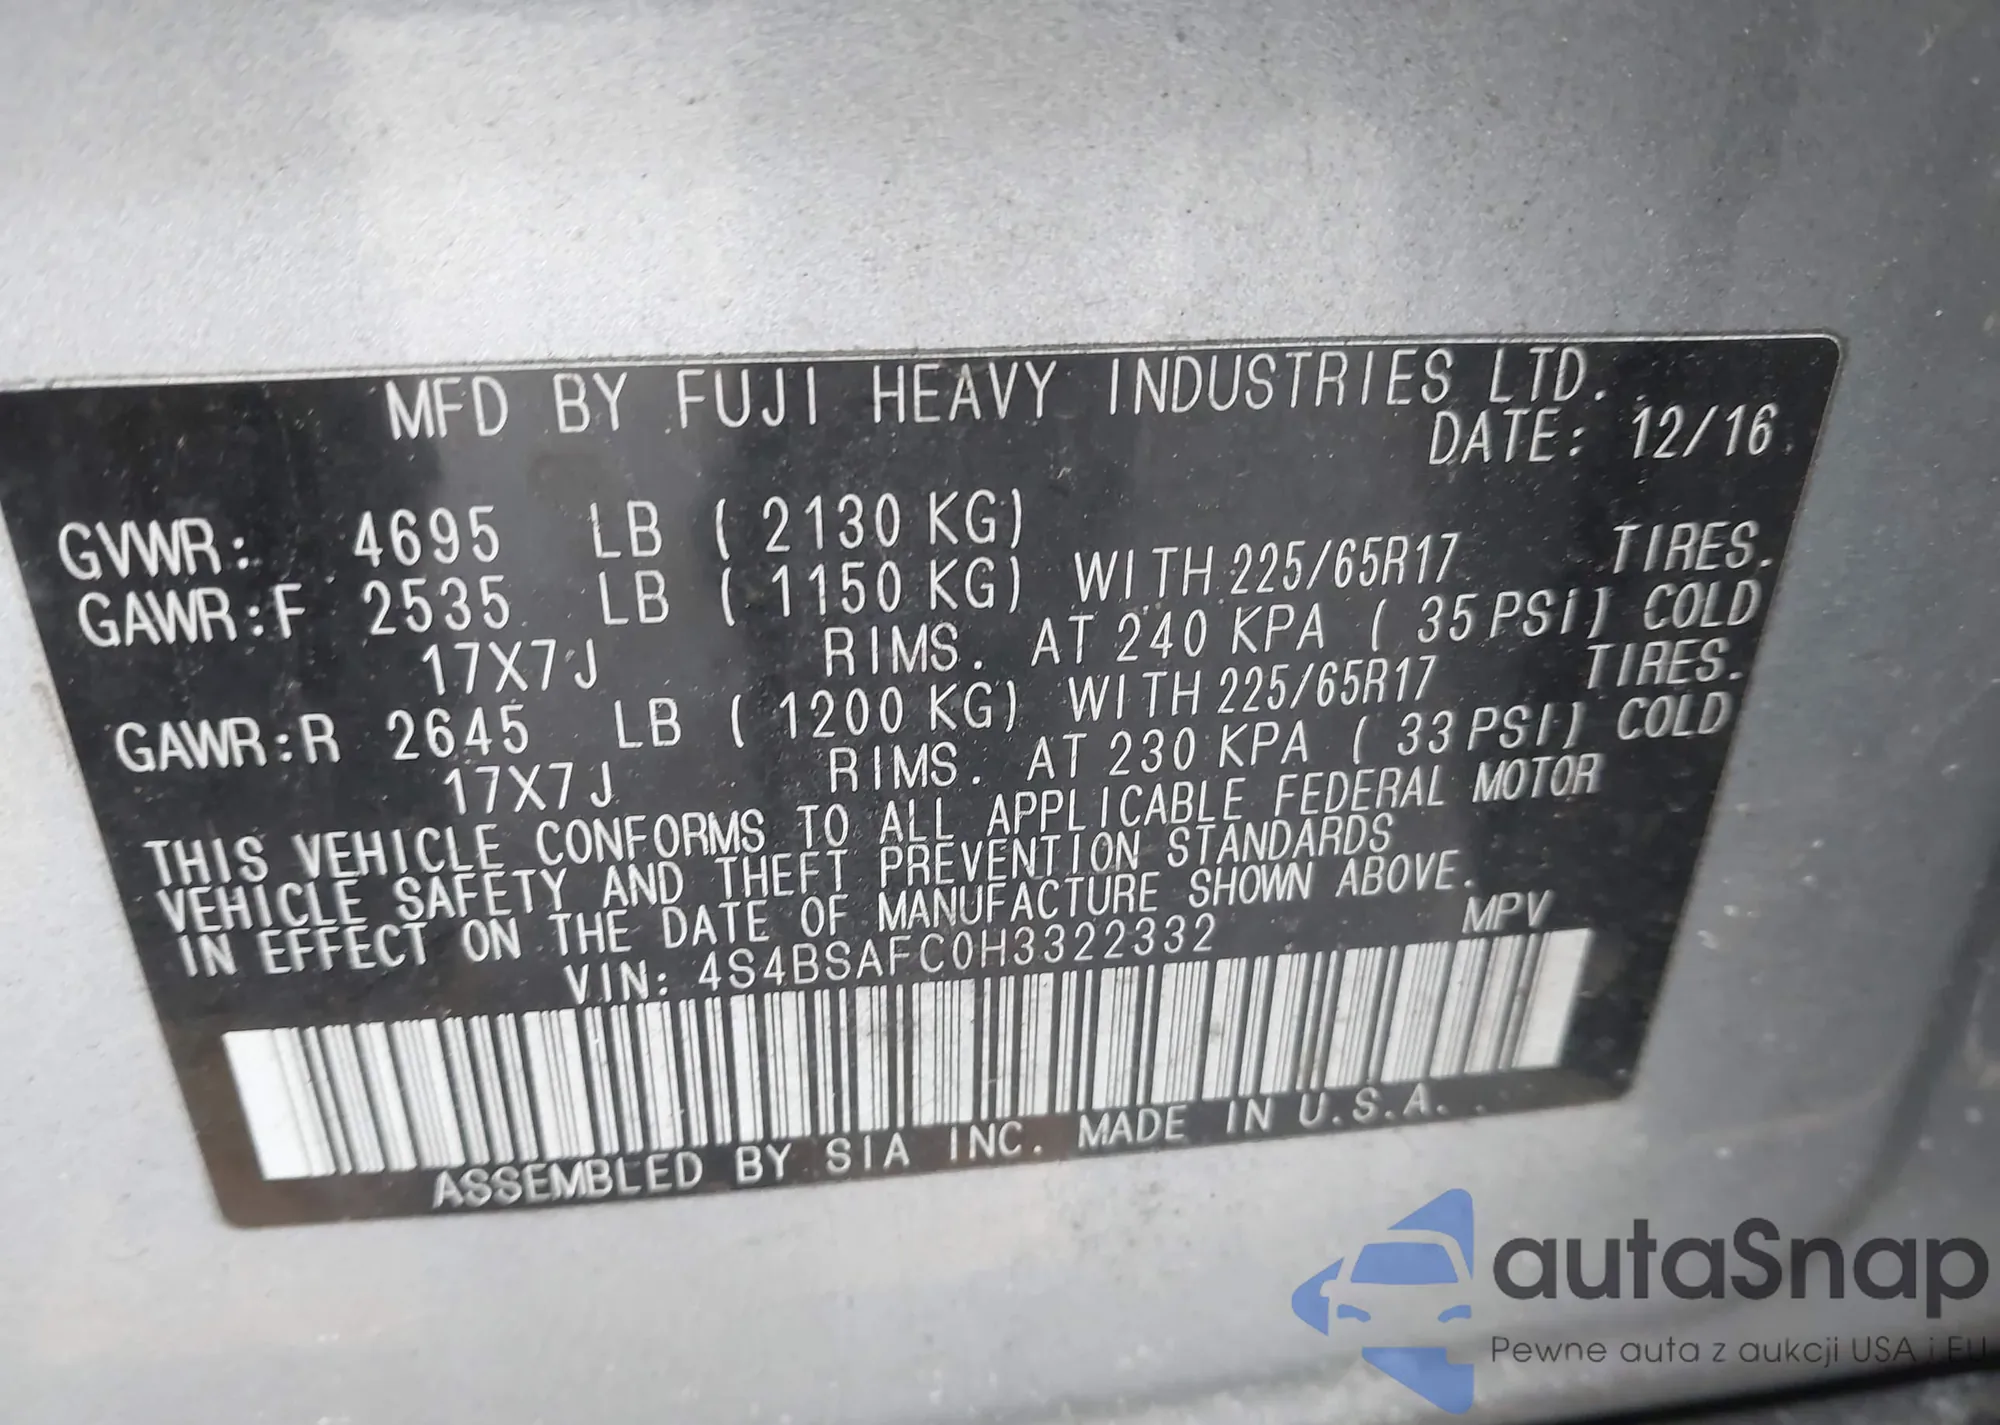 MFD BY FUJI HEAVY INDUSTRIES LTD.
DATE: 12/16
GVWR: 4695 LB ( 2130 KG)
GAWR:F 2535 LB ( 1150 KG) WITH 225/65R17 TIRES.
17X7J RIMS. AT 240 KPA ( 35 PSI) COLD
GAWR:R 2645 LB ( 1200 KG) WITH 225/65R17 TIRES.
17X7J RIMS. AT 230 KPA ( 33 PSI) COLD
THIS VEHICLE CONFORMS TO ALL APPLICABLE FEDERAL MOTOR
VEHICLE SAFETY AND THEFT PREVENTION STANDARDS
IN EFFECT ON THE DATE OF MANUFACTURE SHOWN ABOVE.
VIN: 4S4BSAFC0H3322332 MPV
ASSEMBLED BY SIA INC. MADE IN U.S.A.
autaSnap
Pewne auta z aukcji USA i EU